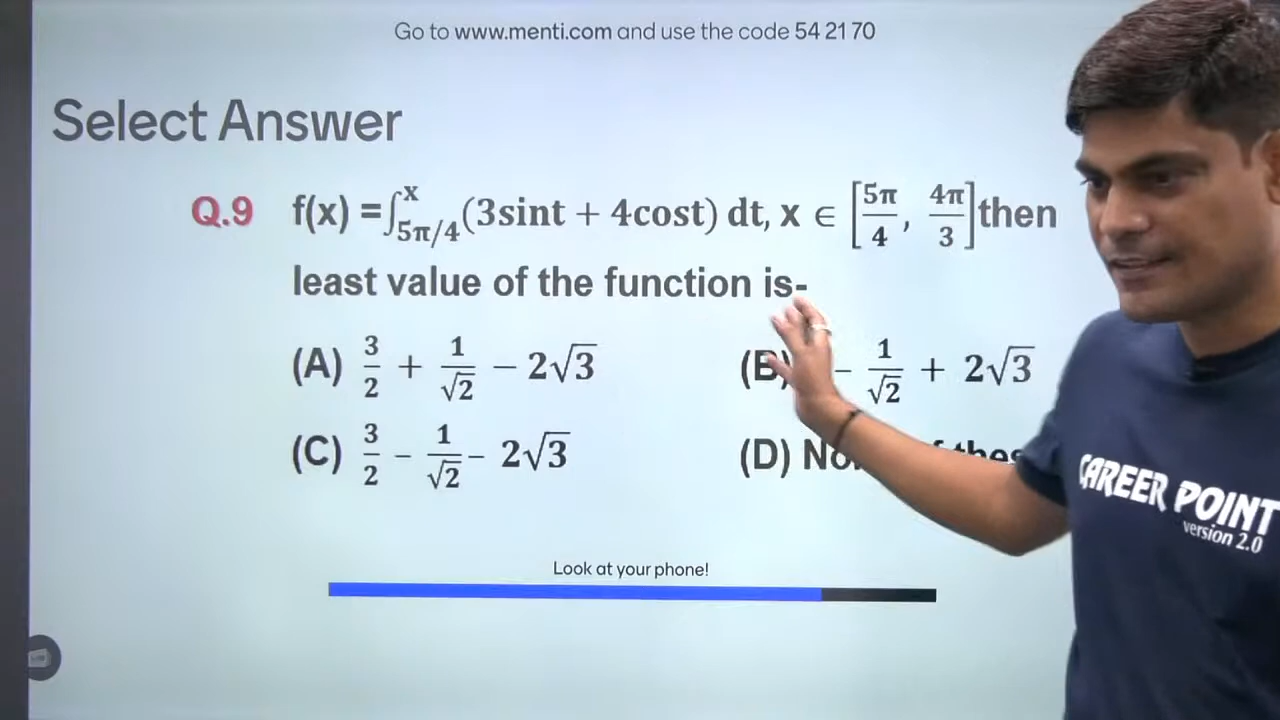 Go to www.menti.com and use the code 54 21 70
Select Answer
Q.9 f(x) =∫_{5π/4}^{x}(3sint + 4cost) dt, x ∈ [5π/4, 4π/3]then
least value of the function is-
(A) 3/2 + 1/√2 − 2√3
(B) − 1/√2 + 2√3
(C) 3/2 − 1/√2 − 2√3
(D)
Look at your phone!
CAREER POINT
version 2.0